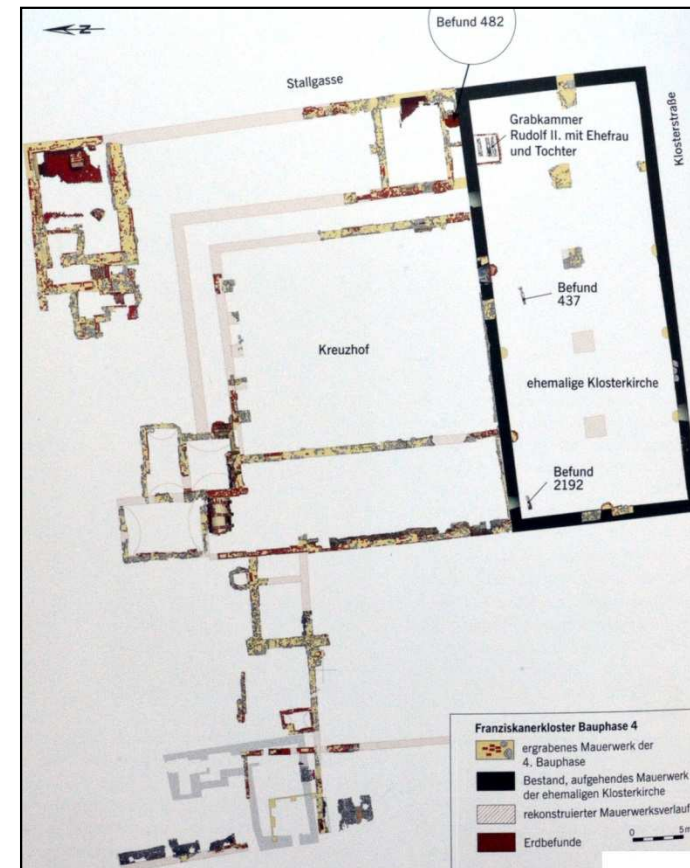 N
Befund 482
Stallgasse
Klosterstraße
Grabkammer
Rudolf II. mit Ehefrau
und Tochter
Befund
437
Kreuzhof
ehemalige Klosterkirche
Befund
2192
Franziskanerkloster Bauphase 4
ergrabenes Mauerwerk der
4. Bauphase
Bestand, aufgehendes Mauerwerk
der ehemaligen Klosterkirche
rekonstruierter Mauerwerksverlauf
Erdbefunde
0 5m